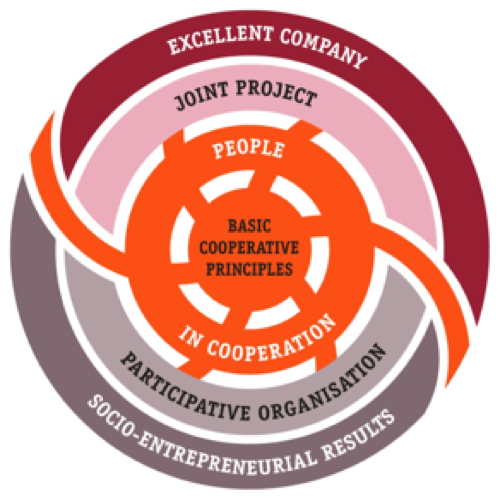 EXCELLENT COMPANY
JOINT PROJECT
PEOPLE
BASIC
COOPERATIVE
PRINCIPLES
IN COOPERATION
PARTICIPATIVE ORGANISATION
SOCIO-ENTREPRENEURIAL RESULTS